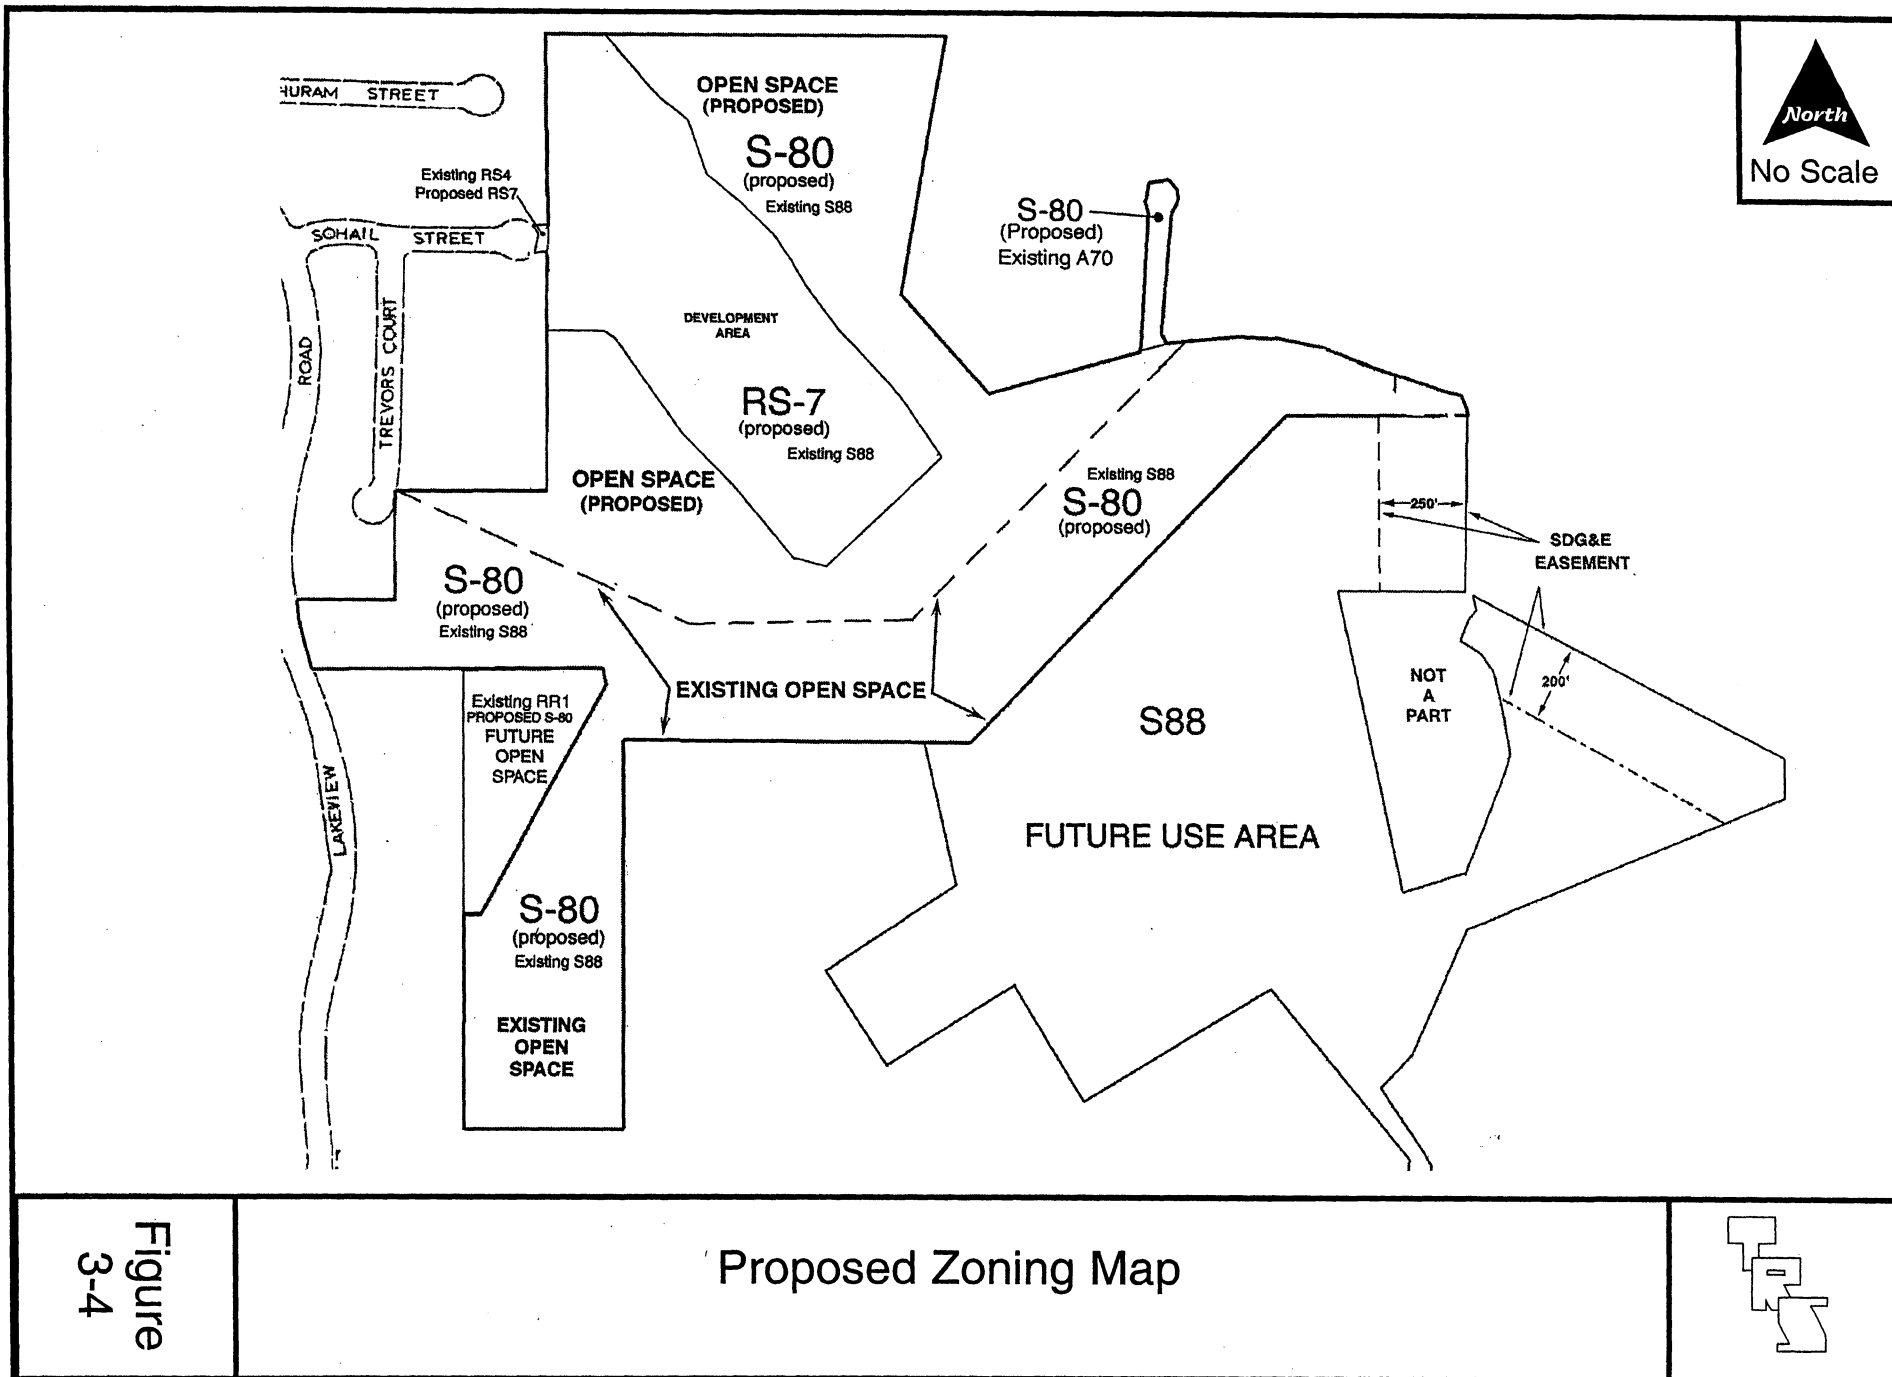 HURAM STREET
OPEN SPACE
(PROPOSED)
S-80
(proposed)
Existing S88
North
No Scale
Existing RS4
Proposed RS7
SOHAIL STREET
S-80
(Proposed)
Existing A70
ROAD
TREVORS COURT
DEVELOPMENT
AREA
RS-7
(proposed)
Existing S88
OPEN SPACE
(PROPOSED)
Existing S88
S-80
(proposed)
250'
SDG&E
EASEMENT
S-80
(proposed)
Existing S88
EXISTING OPEN SPACE
Existing RR1
PROPOSED S-80
FUTURE
OPEN
SPACE
NOT
A
PART
200'
S88
LAKEVIEW
FUTURE USE AREA
S-80
(proposed)
Existing S88
EXISTING
OPEN
SPACE
Figure
3-4
Proposed Zoning Map